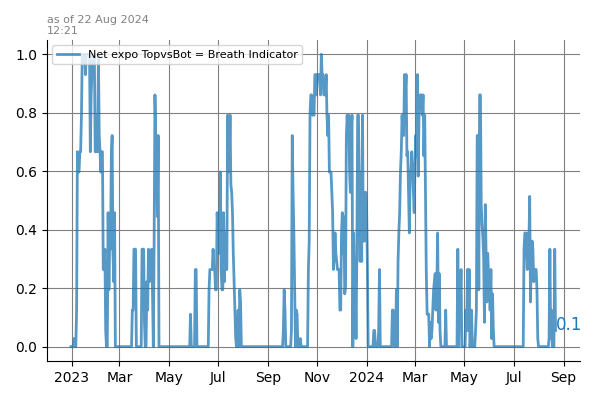 as of 22 Aug 2024
12:21
Net expo TopvsBot = Breath Indicator
1.0
0.8
0.6
0.4
0.2
0.0
0.1
2023 Mar May Jul Sep Nov 2024 Mar May Jul Sep